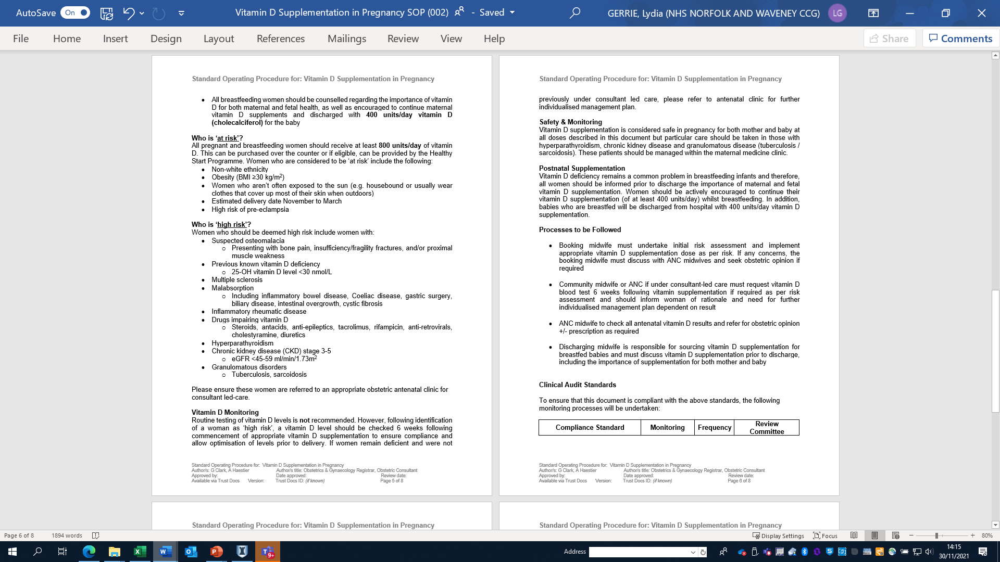 AutoSave On Vitamin D Supplementation in Pregnancy SOP (002) - Saved GERRIE, Lydia (NHS NORFOLK AND WAVENEY CCG) LG
File Home Insert Design Layout References Mailings Review View Help Share Comments
Standard Operating Procedure for: Vitamin D Supplementation in Pregnancy
• All breastfeeding women should be counselled regarding the importance of vitamin
D for both maternal and fetal health, as well as encouraged to continue maternal
vitamin D supplements and discharged with 400 units/day vitamin D
(cholecalciferol) for the baby
Who is ‘at risk’?
All pregnant and breastfeeding women should receive at least 800 units/day of vitamin
D. This can be purchased over the counter or if eligible, can be provided by the Healthy
Start Programme. Women who are considered to be ‘at risk’ include the following:
• Non-white ethnicity
• Obesity (BMI ≥30 kg/m²)
• Women who aren’t often exposed to the sun (e.g. housebound or usually wear
clothes that cover up most of their skin when outdoors)
• Estimated delivery date November to March
• High risk of pre-eclampsia
Who is ‘high risk’?
Women who should be deemed high risk include women with:
• Suspected osteomalacia
o Presenting with bone pain, insufficiency/fragility fractures, and/or proximal
muscle weakness
• Previous known vitamin D deficiency
o 25-OH vitamin D level <30 nmol/L
• Multiple sclerosis
• Malabsorption
o Including inflammatory bowel disease, Coeliac disease, gastric surgery,
biliary disease, intestinal overgrowth, cystic fibrosis
• Inflammatory rheumatic disease
• Drugs impairing vitamin D
o Steroids, antacids, anti-epileptics, tacrolimus, rifampicin, anti-retrovirals,
cholestyramine, diuretics
• Hyperparathyroidism
• Chronic kidney disease (CKD) stage 3-5
o eGFR <45-59 ml/min/1.73m²
• Granulomatous disorders
o Tuberculosis, sarcoidosis
Please ensure these women are referred to an appropriate obstetric antenatal clinic for
consultant led-care.
Vitamin D Monitoring
Routine testing of vitamin D levels is not recommended. However, following identification
of a woman as ‘high risk’, a vitamin D level should be checked 6 weeks following
commencement of appropriate vitamin D supplementation to ensure compliance and
allow optimisation of levels prior to delivery. If women remain deficient and were not
Standard Operating Procedure for: Vitamin D Supplementation in Pregnancy
Author/s: G Clark, A Haestier Author/s title: Obstetrics & Gynaecology Registrar, Obstetric Consultant
Approved by: Date approved: Review date:
Available via Trust Docs Version: Trust Docs ID: (if known) Page 5 of 8
Standard Operating Procedure for: Vitamin D Supplementation in Pregnancy
previously under consultant led care, please refer to antenatal clinic for further
individualised management plan.
Safety & Monitoring
Vitamin D supplementation is considered safe in pregnancy for both mother and baby at
all doses described in this document but particular care should be taken in those with
hyperparathyroidism, chronic kidney disease and granulomatous disease (tuberculosis /
sarcoidosis). These patients should be managed within the maternal medicine clinic.
Postnatal Supplementation
Vitamin D deficiency remains a common problem in breastfeeding infants and therefore,
all women should be informed prior to discharge the importance of maternal and fetal
vitamin D supplementation. Women should be actively encouraged to continue their
vitamin D supplementation (of at least 400 units/day) whilst breastfeeding. In addition,
babies who are breastfed will be discharged from hospital with 400 units/day vitamin D
supplementation.
Processes to be Followed
• Booking midwife must undertake initial risk assessment and implement
appropriate vitamin D supplementation dose as per risk. If any concerns, the
booking midwife must discuss with ANC midwives and seek obstetric opinion if
required
• Community midwife or ANC if under consultant-led care must request vitamin D
blood test 6 weeks following vitamin supplementation if required as per risk
assessment and should inform woman of rationale and need for further
individualised management plan dependent on result
• ANC midwife to check all antenatal vitamin D results and refer for obstetric opinion
+/- prescription as required
• Discharging midwife is responsible for sourcing vitamin D supplementation for
breastfed babies and must discuss vitamin D supplementation prior to discharge,
including the importance of supplementation for both mother and baby
Clinical Audit Standards
To ensure that this document is compliant with the above standards, the following
monitoring processes will be undertaken:
Compliance Standard Monitoring Frequency Review
Committee
Standard Operating Procedure for: Vitamin D Supplementation in Pregnancy
Author/s: G Clark, A Haestier Author/s title: Obstetrics & Gynaecology Registrar, Obstetric Consultant
Approved by: Date approved: Review date:
Available via Trust Docs Version: Trust Docs ID: (if known) Page 6 of 8
Standard Operating Procedure for: Vitamin D Supplementation in Pregnancy
Standard Operating Procedure for: Vitamin D Supplementation in Pregnancy
Page 6 of 8 1894 words Display Settings Focus - + 80%
Address
14:15
30/11/2021
9+